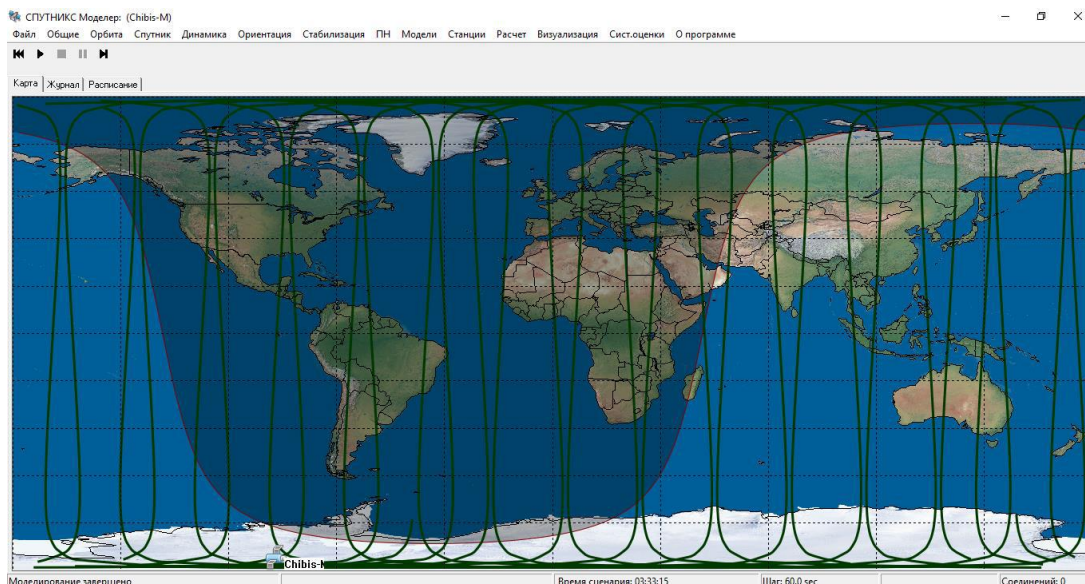 СПУТНИКС Моделер: (Chibis-M)
Файл Общие Орбита Спутник Динамика Ориентация Стабилизация ПН Модели Станции Расчет Визуализация Сист.оценки О программе
Карта Журнал Расписание
Chibis-M
Моделирование завершено Время сценария: 03:33:15 Шаг: 60.0 sec Соединений: 0